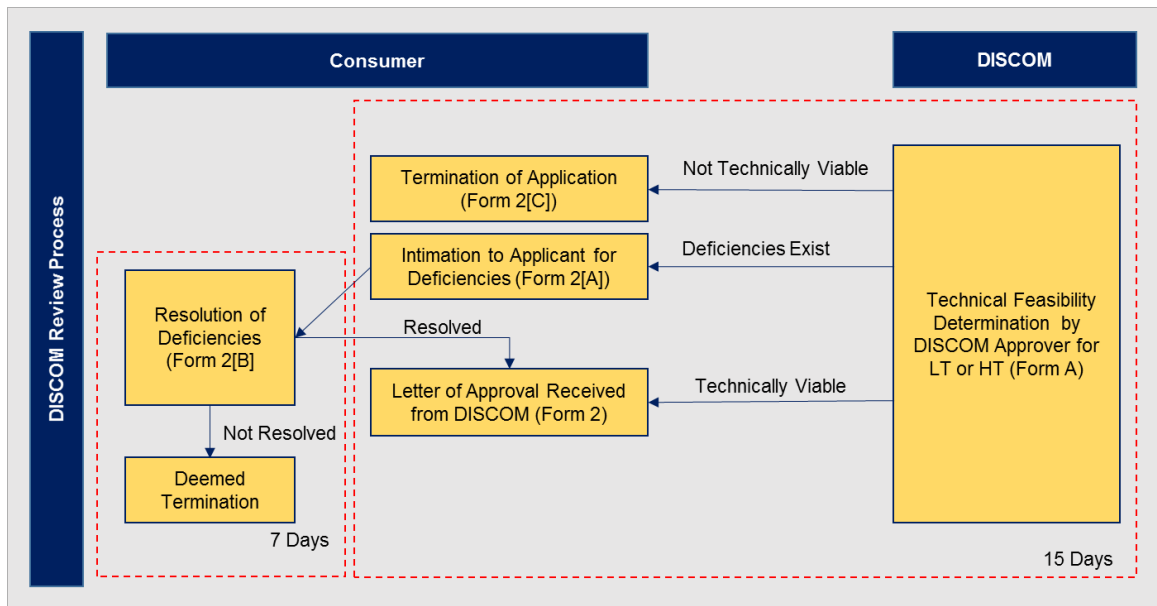 DISCOM Review Process
Consumer
DISCOM
Termination of Application
(Form 2[C])
Not Technically Viable
Intimation to Applicant for
Deficiencies (Form 2[A])
Deficiencies Exist
Resolution of
Deficiencies
(Form 2[B]
Resolved
Technical Feasibility
Determination by
DISCOM Approver for
LT or HT (Form A)
Letter of Approval Received
from DISCOM (Form 2)
Technically Viable
Not Resolved
Deemed
Termination
7 Days
15 Days